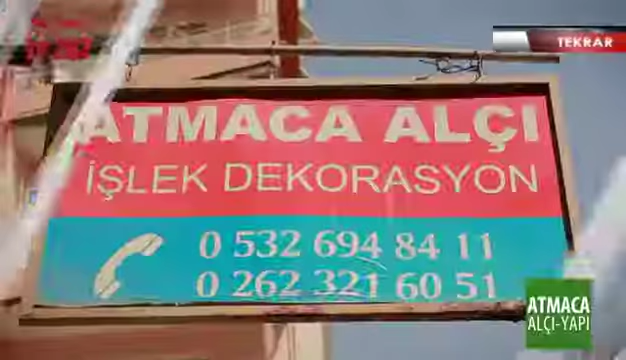 TEKRAR
ATMACA ALÇI
İŞLEK DEKORASYON
0 532 694 84 11
0 262 321 60 51
ATMACA
ALÇI-YAPI